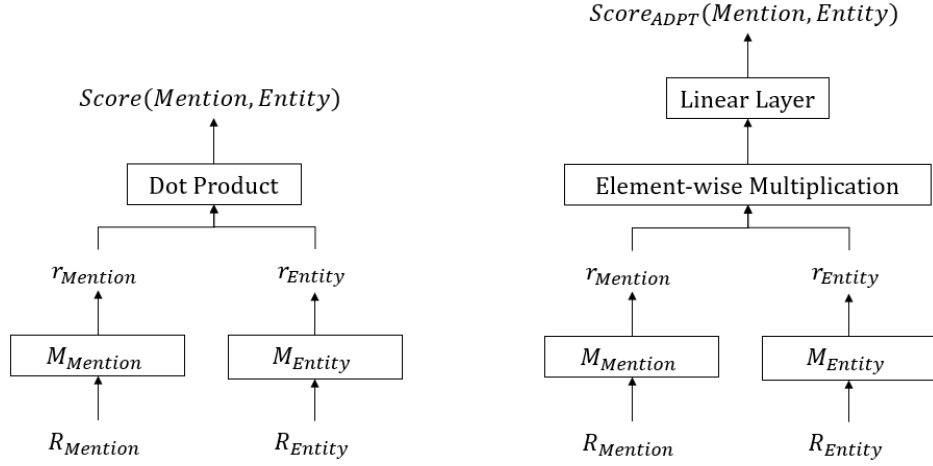 Score(Mention, Entity)
Dot Product
r_Mention r_Entity
M_Mention M_Entity
R_Mention R_Entity
Score_ADPT(Mention, Entity)
Linear Layer
Element-wise Multiplication
r_Mention r_Entity
M_Mention M_Entity
R_Mention R_Entity